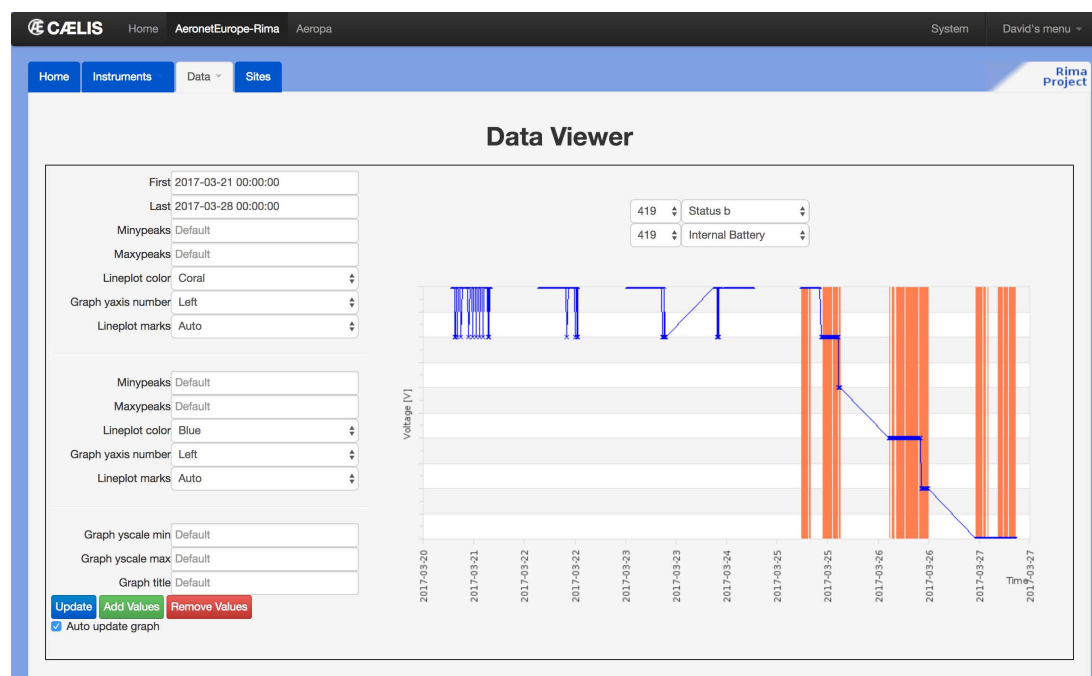 Æ CÆLIS Home AeronetEurope-Rima Aeropa System David's menu
Home Instruments Data Sites Rima
Project
Data Viewer
First 2017-03-21 00:00:00
Last 2017-03-28 00:00:00
Minypeaks Default
Maxypeaks Default
Lineplot color Coral
Graph yaxis number Left
Lineplot marks Auto
Minypeaks Default
Maxypeaks Default
Lineplot color Blue
Graph yaxis number Left
Lineplot marks Auto
Graph yscale min Default
Graph yscale max Default
Graph title Default
Update Add Values Remove Values
Auto update graph
419 Status b
419 Internal Battery
Voltage [V]
2017-03-20
2017-03-21
2017-03-22
2017-03-22
2017-03-23
2017-03-23
2017-03-24
2017-03-25
2017-03-25
2017-03-26
2017-03-26
2017-03-27
2017-03-27
Time